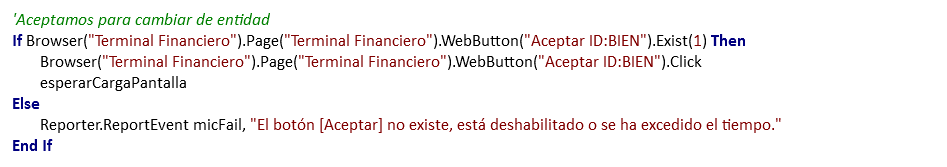 'Aceptamos para cambiar de entidad
If Browser("Terminal Financiero").Page("Terminal Financiero").WebButton("Aceptar ID:BIEN").Exist(1) Then
Browser("Terminal Financiero").Page("Terminal Financiero").WebButton("Aceptar ID:BIEN").Click
esperarCargaPantalla
Else
Reporter.ReportEvent micFail, "El botón [Aceptar] no existe, está deshabilitado o se ha excedido el tiempo."
End If